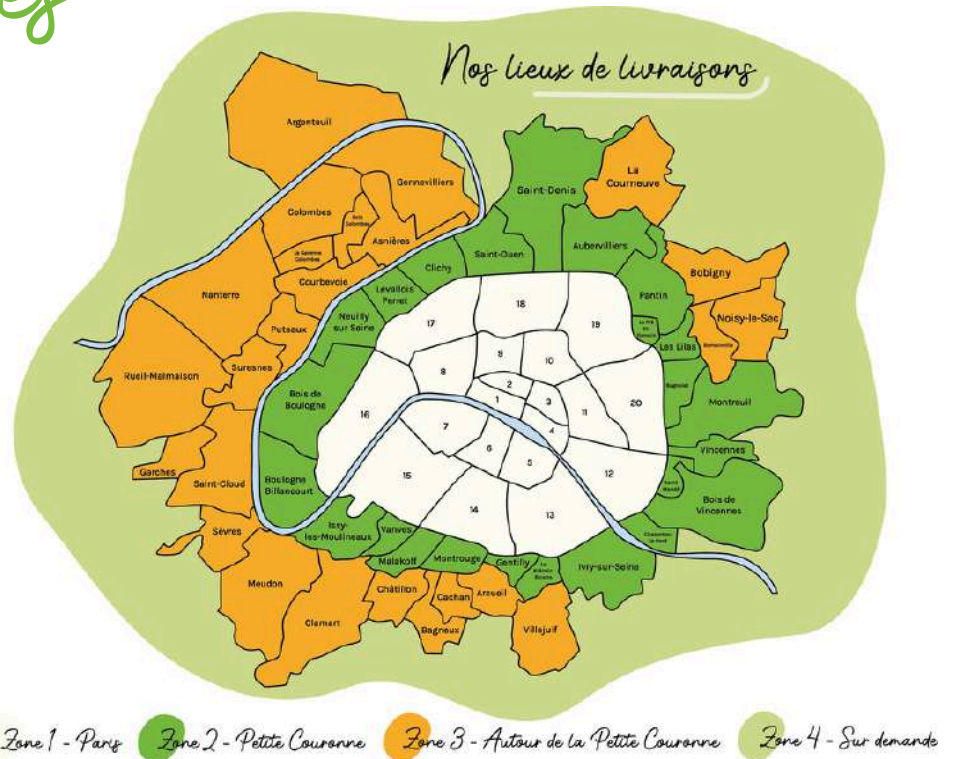 Nos lieux de livraisons
Argenteuil
Gennevilliers
Saint-Denis
La
Courneuve
Colombes
Bois
Colombes
Asnières
Saint-Ouen
Aubervilliers
La Garenne
Colombes
Clichy
Courbevoie
Levallois
Perret
Bobigny
Nanterre
Pantin
Puteaux
Neuilly
sur Seine
17
18
19
Noisy-le-Sec
Les Lilas
Rueil-Malmaison
Suresnes
8
9
10
2
1
3
Bagnolet
Bois de
Boulogne
16
7
4
11
20
Montreuil
6
5
Vincennes
Garches
Saint-Cloud
Boulogne
Billancourt
15
12
Bois de
Vincennes
14
13
Sèvres
Issy-
les-Moulineaux
Vanves
Malakoff
Montrouge
Gentilly
Ivry-sur-Seine
Meudon
Châtillon
Cachan
Arcueil
Clamart
Bagneux
Villejuif
Zone 1 - Paris
Zone 2 - Petite Couronne
Zone 3 - Autour de la Petite Couronne
Zone 4 - Sur demande